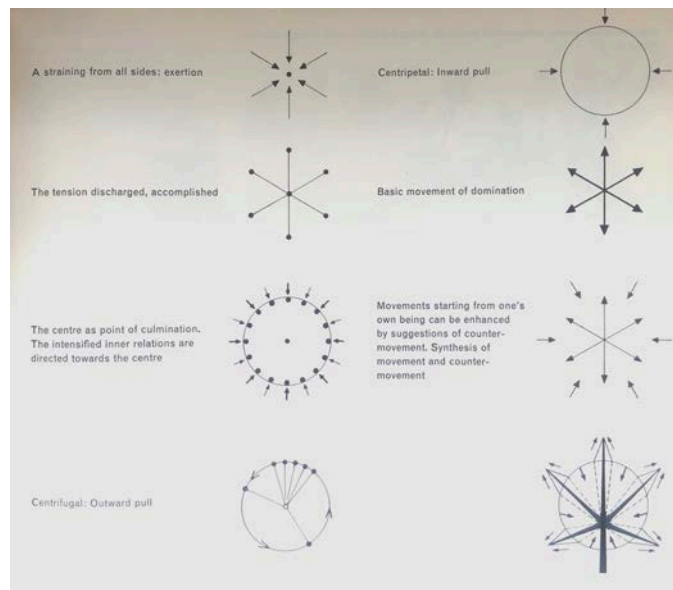 A straining from all sides: exertion
Centripetal: Inward pull
The tension discharged, accomplished
Basic movement of domination
The centre as point of culmination.
The intensified inner relations are
directed towards the centre
Movements starting from one's
own being can be enhanced
by suggestions of counter-
movement. Synthesis of
movement and counter-
movement
Centrifugal: Outward pull